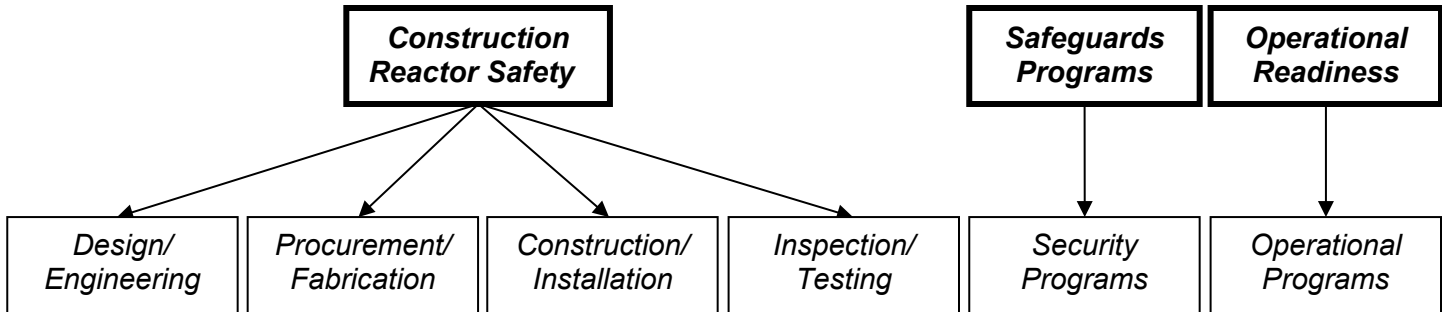 Construction
Reactor Safety
Safeguards
Programs
Operational
Readiness
Design/
Engineering
Procurement/
Fabrication
Construction/
Installation
Inspection/
Testing
Security
Programs
Operational
Programs